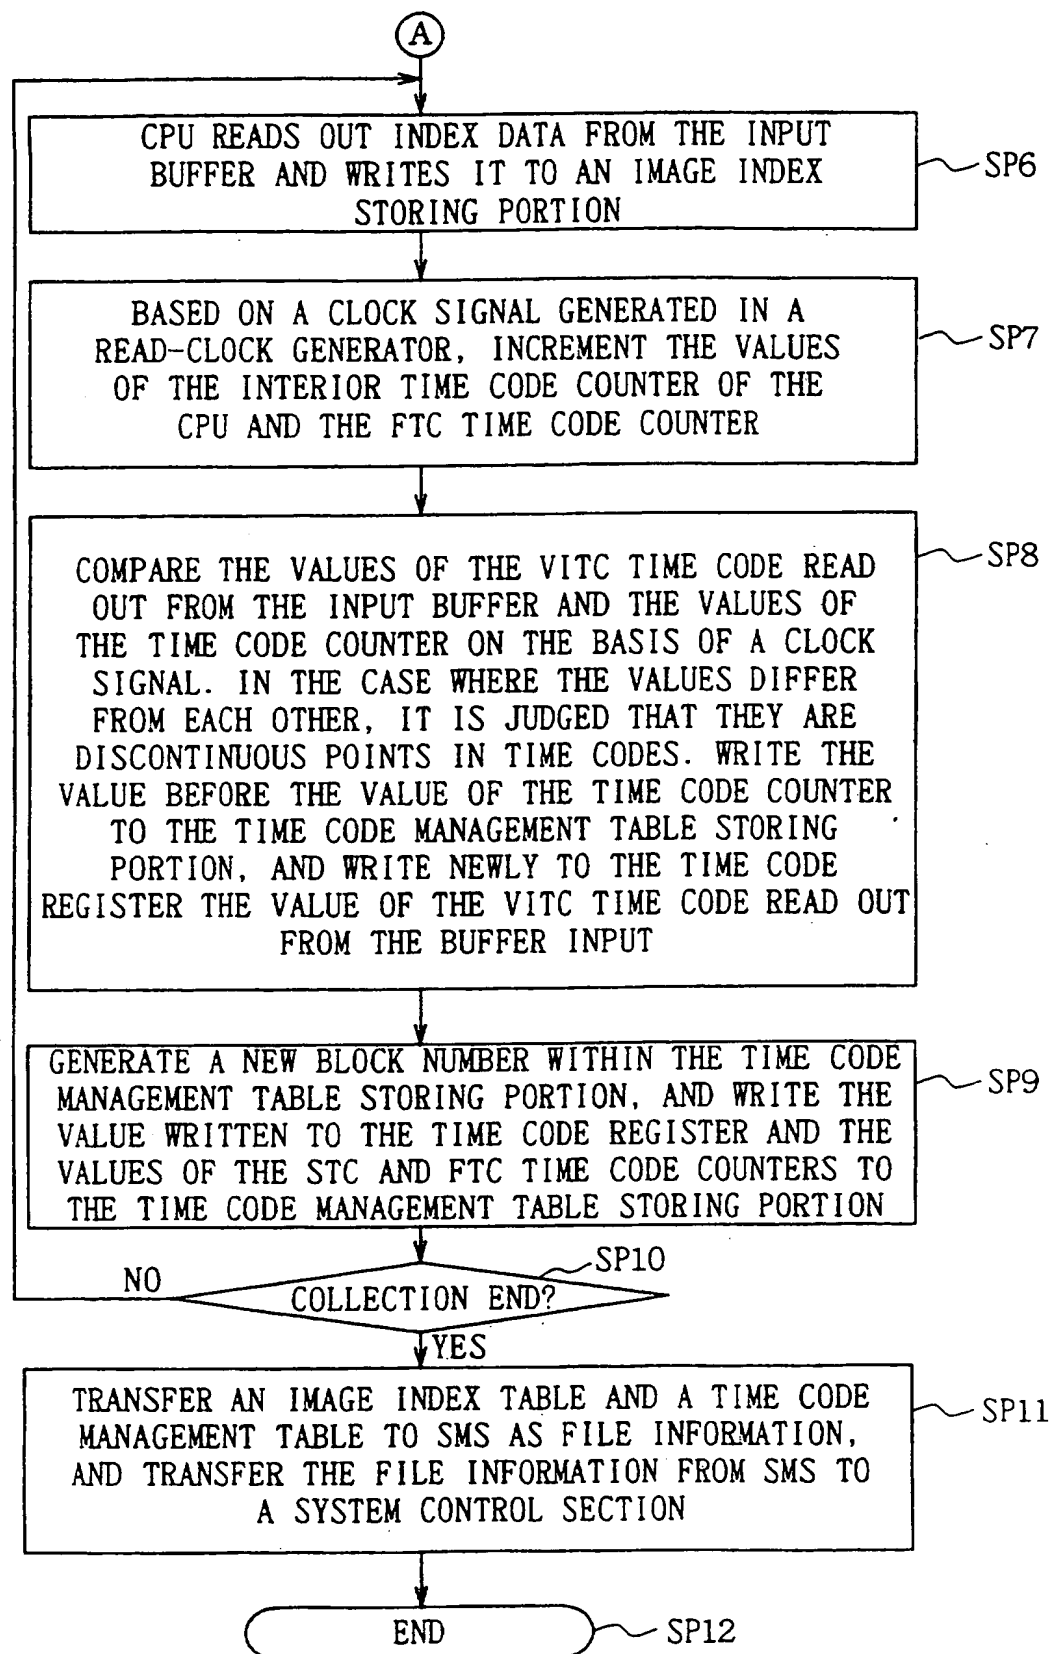 A
CPU READS OUT INDEX DATA FROM THE INPUT
BUFFER AND WRITES IT TO AN IMAGE INDEX
STORING PORTION
SP6
BASED ON A CLOCK SIGNAL GENERATED IN A
READ-CLOCK GENERATOR, INCREMENT THE VALUES
OF THE INTERIOR TIME CODE COUNTER OF THE
CPU AND THE FTC TIME CODE COUNTER
SP7
COMPARE THE VALUES OF THE VITC TIME CODE READ
OUT FROM THE INPUT BUFFER AND THE VALUES OF
THE TIME CODE COUNTER ON THE BASIS OF A CLOCK
SIGNAL. IN THE CASE WHERE THE VALUES DIFFER
FROM EACH OTHER, IT IS JUDGED THAT THEY ARE
DISCONTINUOUS POINTS IN TIME CODES. WRITE THE
VALUE BEFORE THE VALUE OF THE TIME CODE COUNTER
TO THE TIME CODE MANAGEMENT TABLE STORING
PORTION, AND WRITE NEWLY TO THE TIME CODE
REGISTER THE VALUE OF THE VITC TIME CODE READ OUT
FROM THE BUFFER INPUT
SP8
GENERATE A NEW BLOCK NUMBER WITHIN THE TIME CODE
MANAGEMENT TABLE STORING PORTION, AND WRITE THE
VALUE WRITTEN TO THE TIME CODE REGISTER AND THE
VALUES OF THE STC AND FTC TIME CODE COUNTERS TO
THE TIME CODE MANAGEMENT TABLE STORING PORTION
SP9
SP10
NO
COLLECTION END?
YES
TRANSFER AN IMAGE INDEX TABLE AND A TIME CODE
MANAGEMENT TABLE TO SMS AS FILE INFORMATION,
AND TRANSFER THE FILE INFORMATION FROM SMS TO
A SYSTEM CONTROL SECTION
SP11
END
SP12